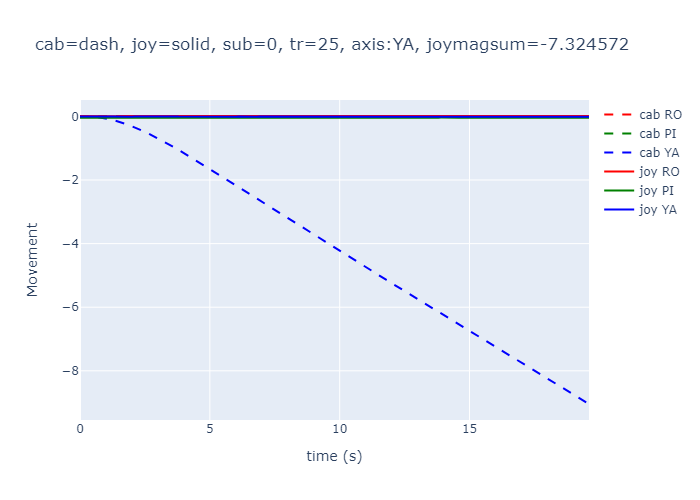 cab=dash, joy=solid, sub=0, tr=25, axis:YA, joymagsum=-7.324572
cab RO
cab PI
cab YA
joy RO
joy PI
joy YA
Movement
0
−2
−4
−6
−8
0 5 10 15
time (s)